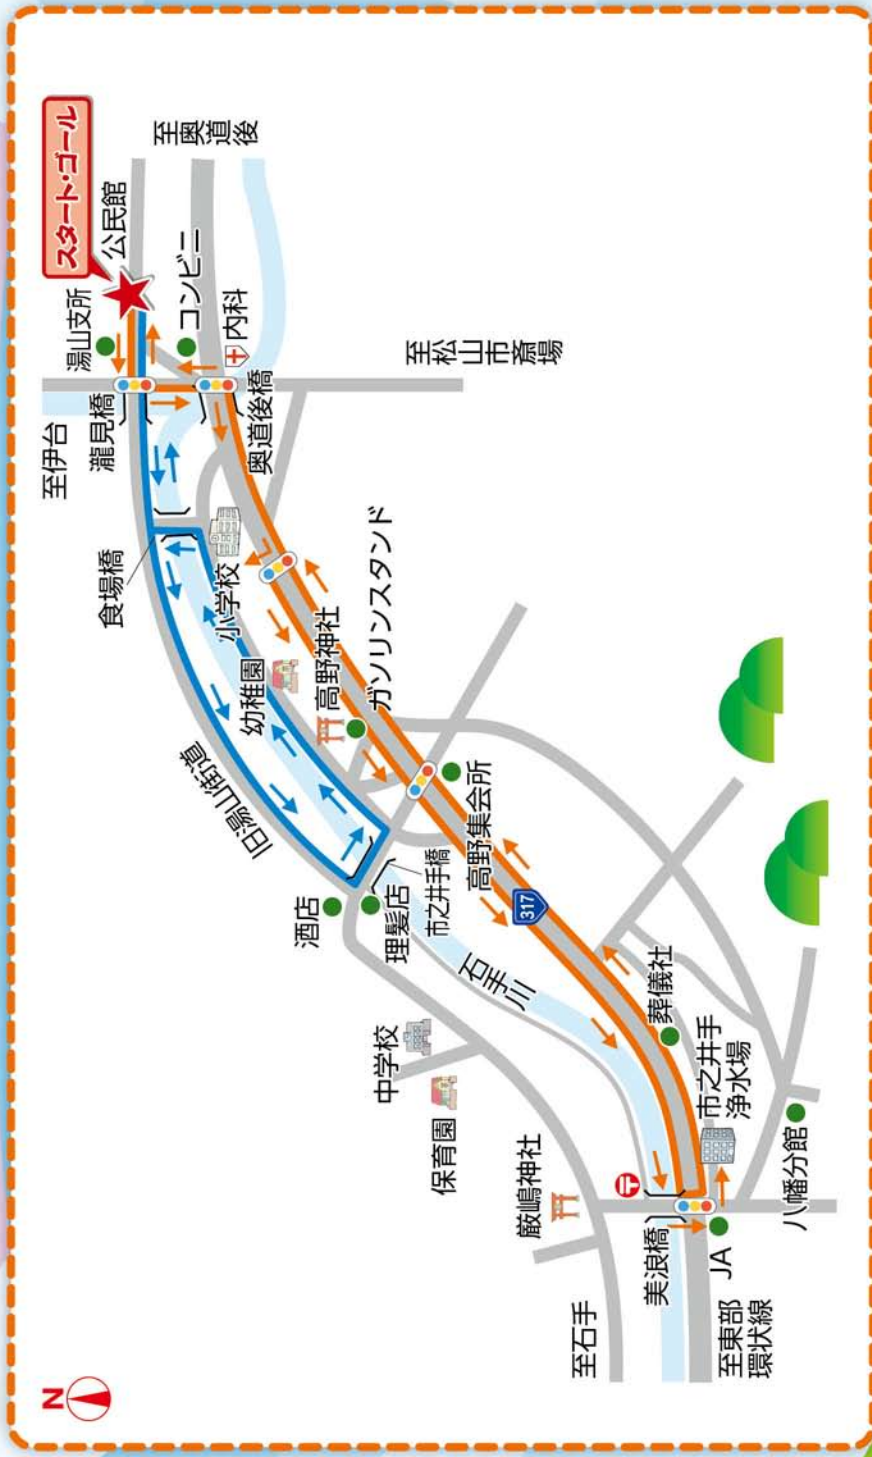 N
スタート・ゴール
公民館
至奥道後
湯山支所
コンビニ
内科
至伊台
瀧見橋
奥道後橋
至松山市斎場
食場橋
小学校
幼稚園
高野神社
ガソリンスタンド
旧湯山街道
高野集会所
酒店
理髪店
市之井手橋
317
石手川
中学校
保育園
葬儀社
市之井手
浄水場
厳嶋神社
八幡分館
美浪橋
JA
至石手
至東部
環状線